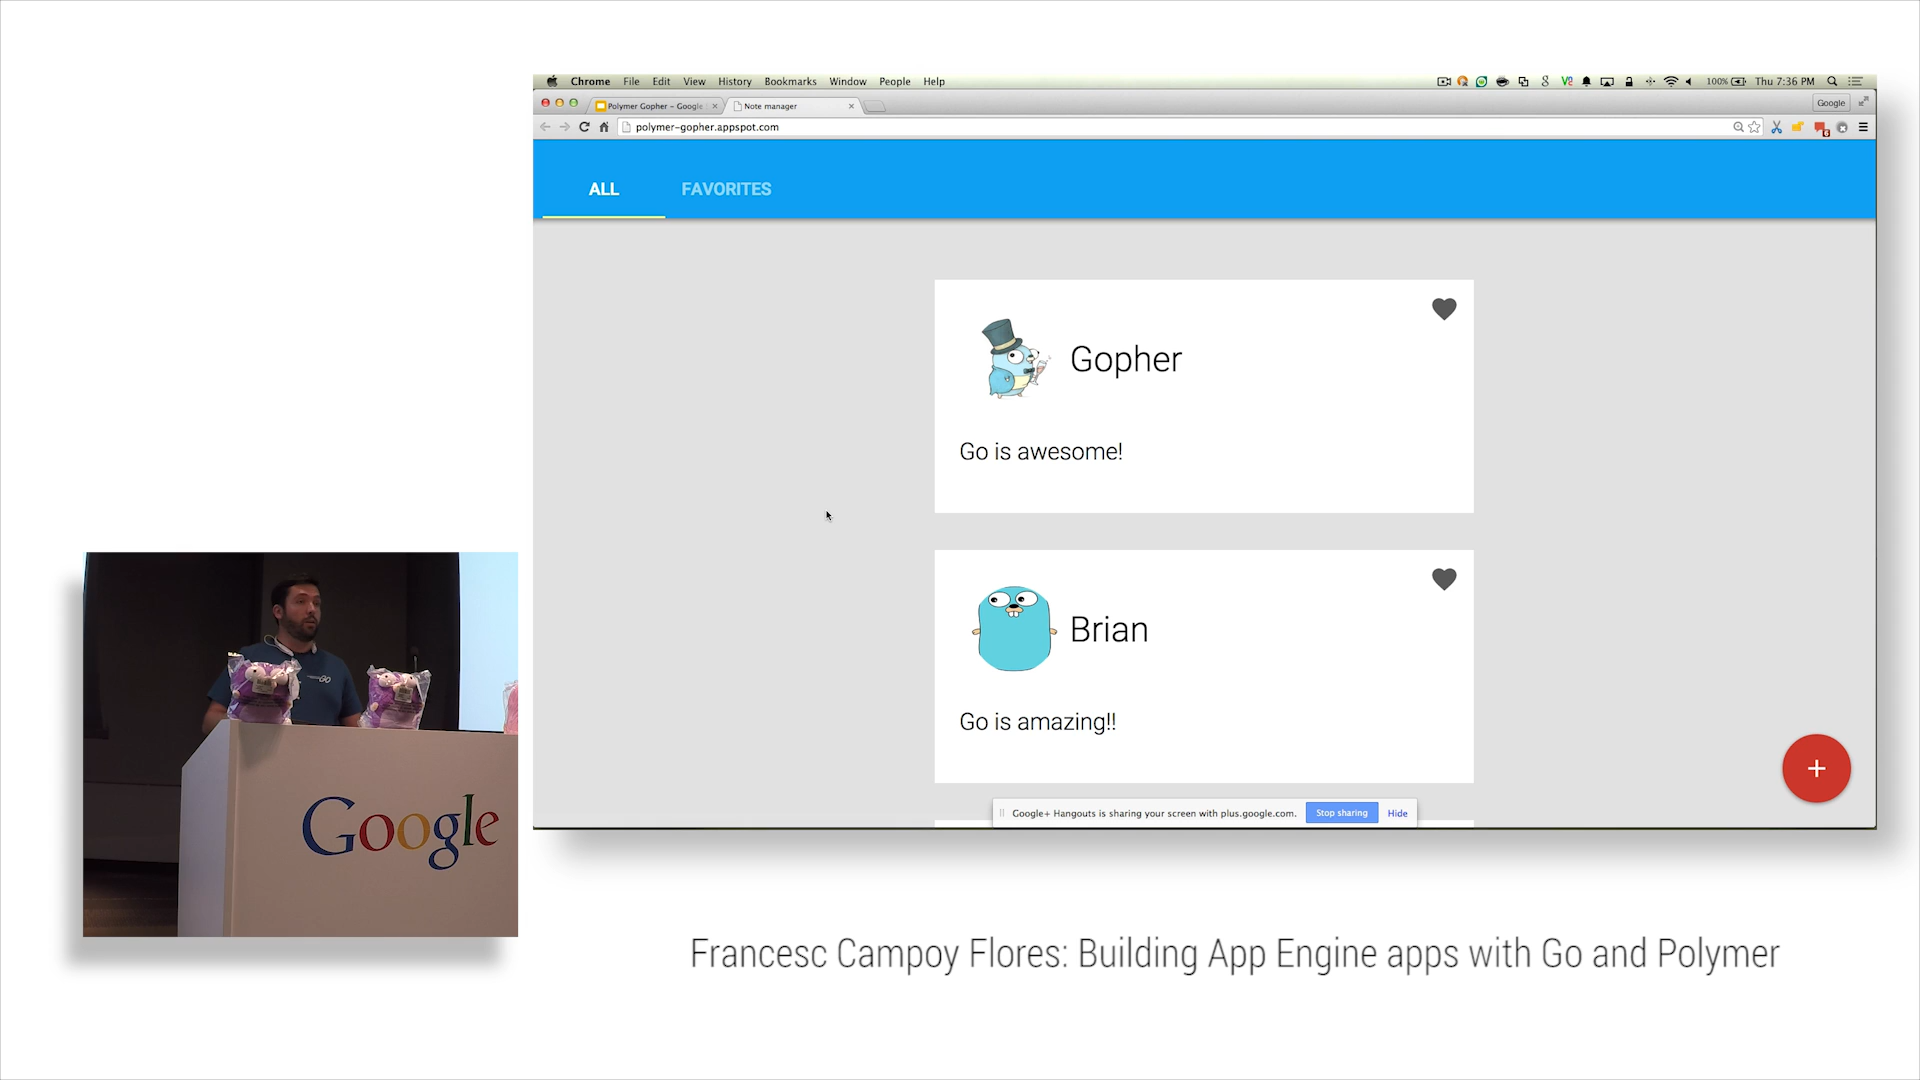 Chrome File Edit View History Bookmarks Window People Help
100% Thu 7:36 PM
Polymer Gopher – Google
Note manager
Google
polymer-gopher.appspot.com
ALL FAVORITES
Gopher
Go is awesome!
Brian
Go is amazing!!
+
Google+ Hangouts is sharing your screen with plus.google.com. Stop sharing Hide
GO
Google
Francesc Campoy Flores: Building App Engine apps with Go and Polymer